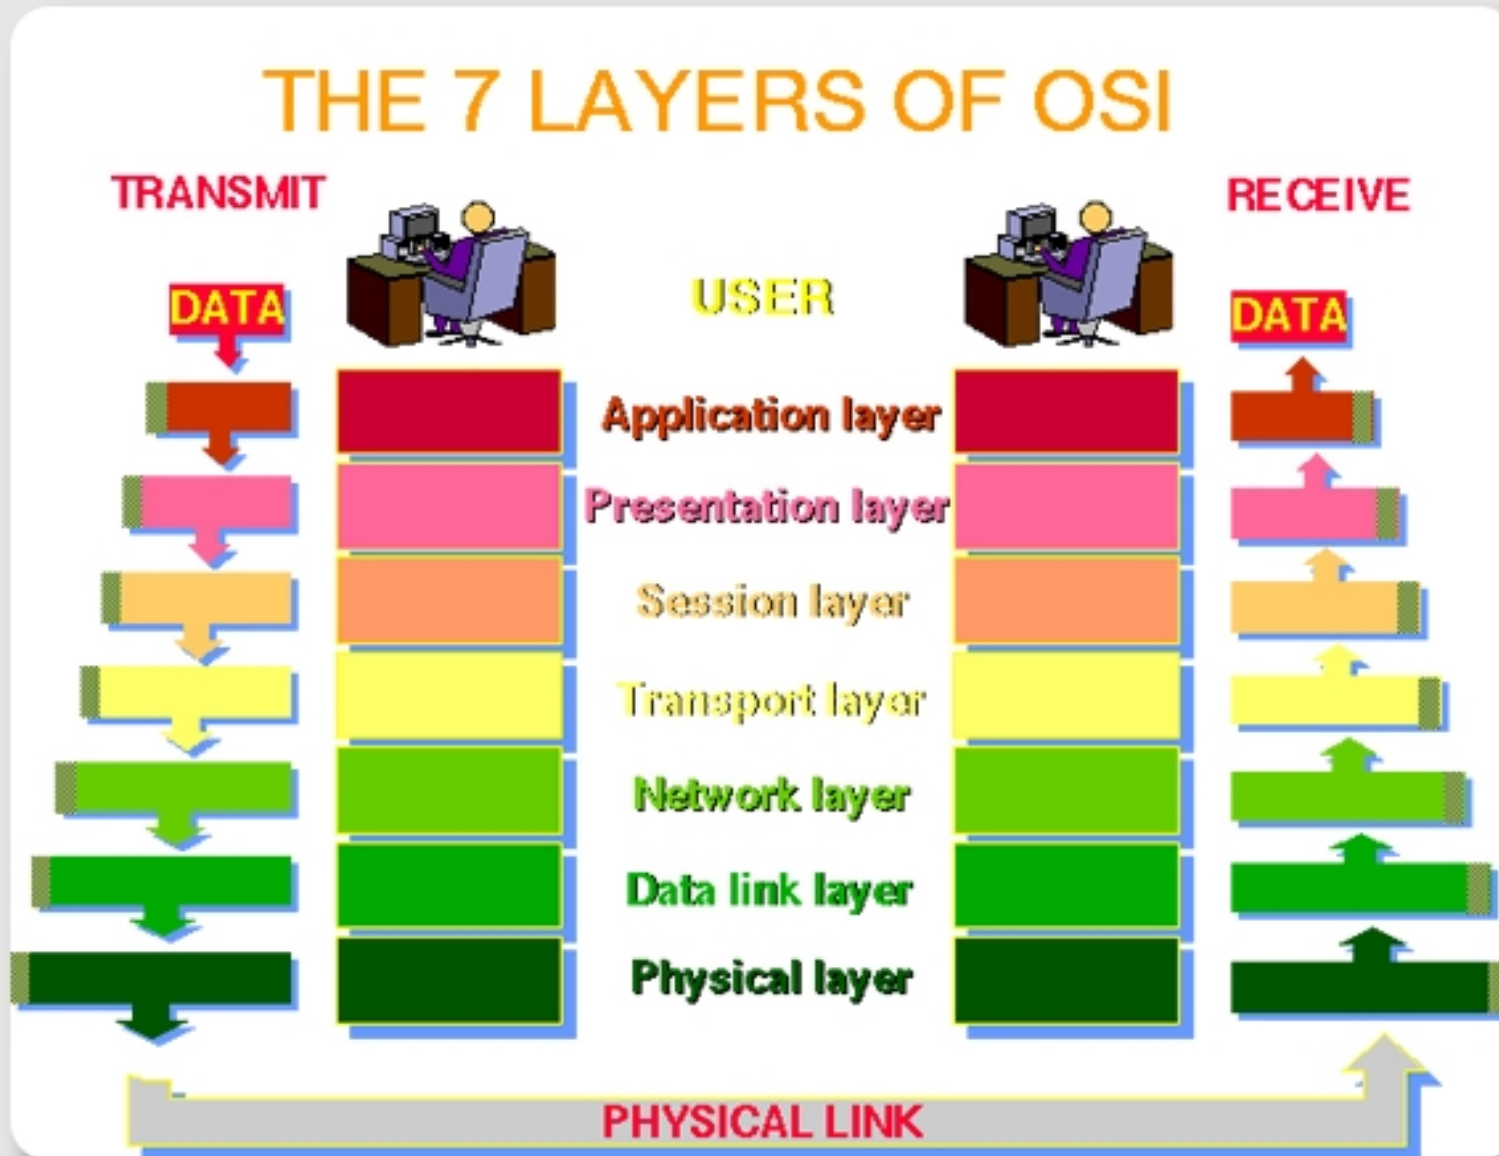 THE 7 LAYERS OF OSI
TRANSMIT
RECEIVE
USER
DATA
DATA
Application layer
Presentation layer
Session layer
Transport layer
Network layer
Data link layer
Physical layer
PHYSICAL LINK